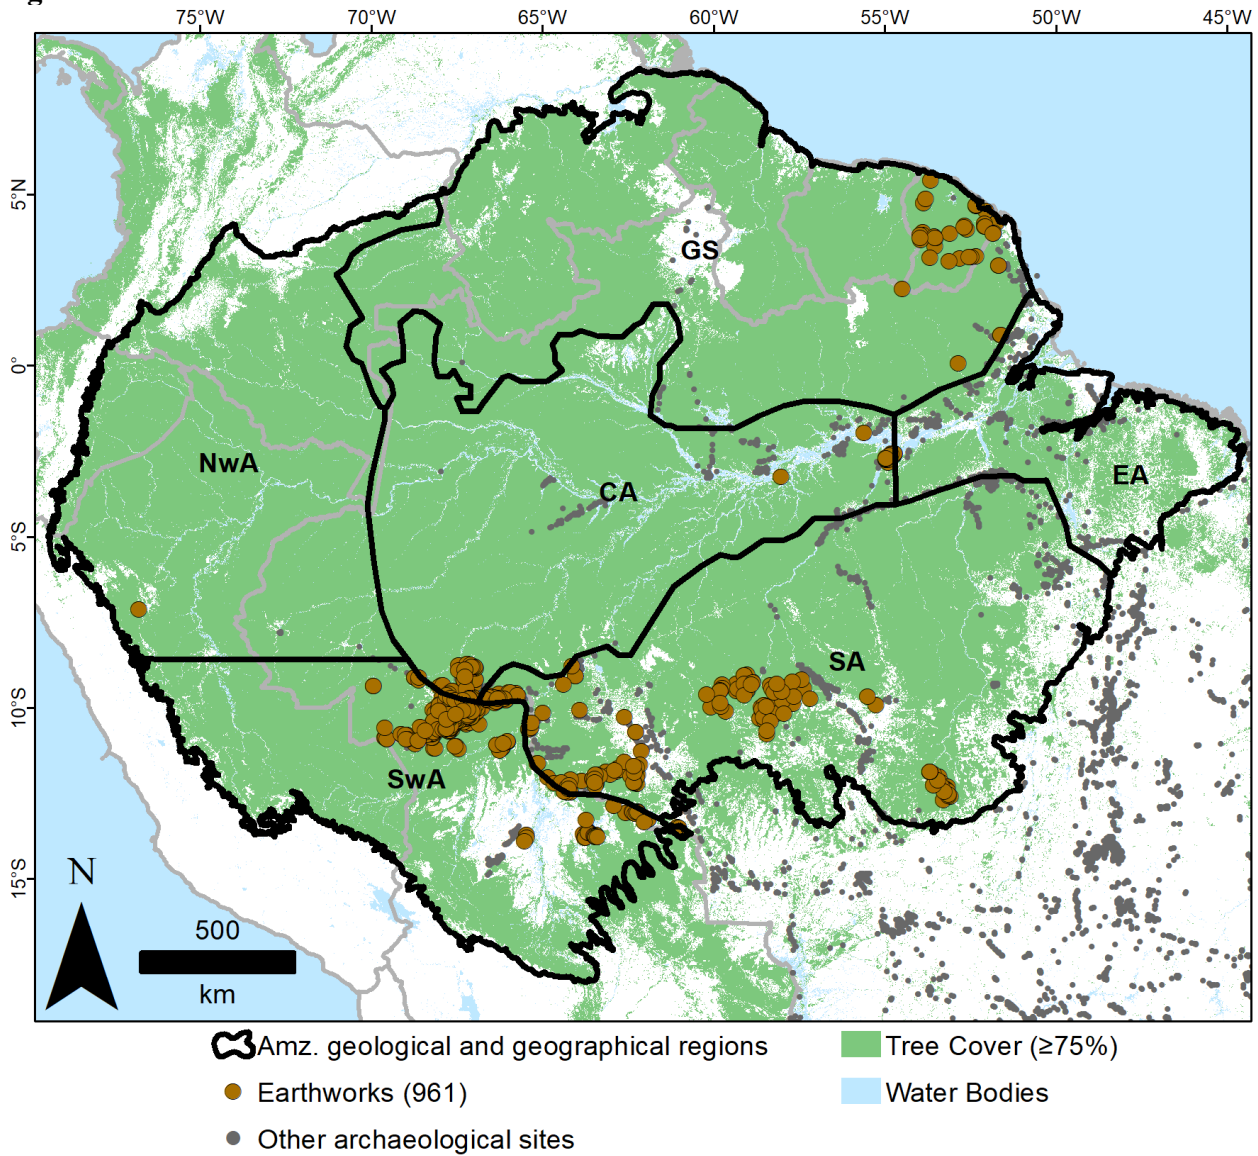 75°W 70°W 65°W 60°W 55°W 50°W 45°W
5°N
GS
0°
NwA
CA
EA
5°S
SA
10°S
SwA
15°S
N
500
km
Amz. geological and geographical regions
Tree Cover (≥75%)
Earthworks (961)
Water Bodies
Other archaeological sites